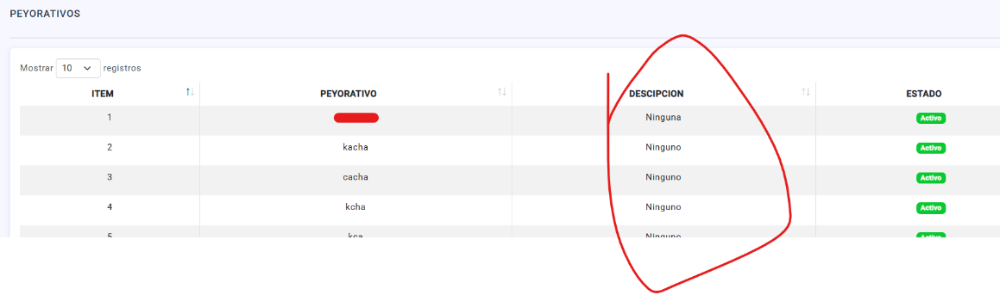 PEYORATIVOS
Mostrar 10 registros
ITEM PEYORATIVO DESCIPCION ESTADO
1 Ninguna Activo
2 kacha Ninguno Activo
3 cacha Ninguno Activo
4 kcha Ninguno Activo
5 kca Ninguno Activo